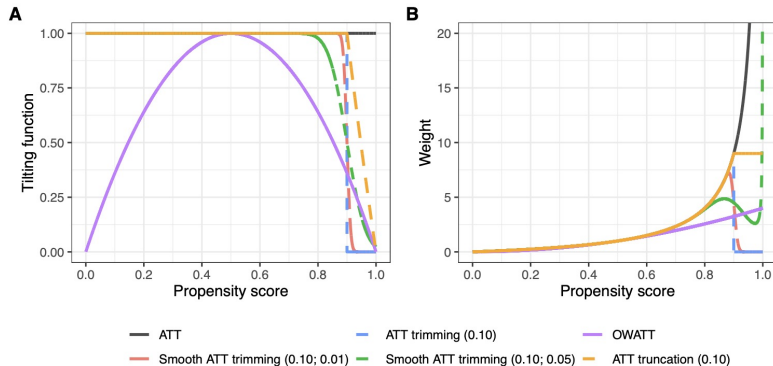 A
Tilting function
1.00
0.75
0.50
0.25
0.00
0.0 0.2 0.4 0.6 0.8 1.0
Propensity score
B
Weight
20
15
10
5
0
0.0 0.2 0.4 0.6 0.8 1.0
Propensity score
ATT ATT trimming (0.10) OWATT
Smooth ATT trimming (0.10; 0.01) Smooth ATT trimming (0.10; 0.05) ATT truncation (0.10)